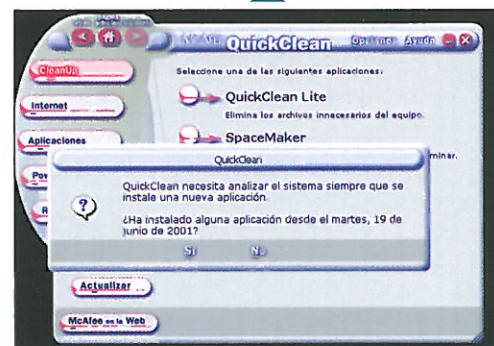 QuickClean
Opciones Ayuda
CleanUp
Internet
Aplicaciones
Seleccione una de las siguientes aplicaciones:
QuickClean Lite
Elimina los archivos innecesarios del equipo.
SpaceMaker
minar.
QuickClean
QuickClean necesita analizar el sistema siempre que se
instale una nueva aplicación.
¿Ha instalado alguna aplicación desde el martes, 19 de
junio de 2001?
Sí No
Actualizar
McAfee en la Web